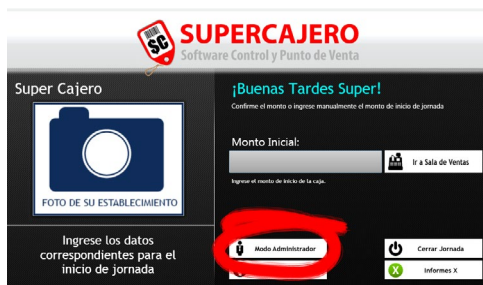 SG
SUPERCAJERO
Software Control y Punto de Venta
Super Cajero
FOTO DE SU ESTABLECIMIENTO
Ingrese los datos
correspondientes para el
inicio de jornada
¡Buenas Tardes Super!
Confirme el monto o ingrese manualmente el monto de inicio de jornada
Monto Inicial:
Ir a Sala de Ventas
Ingrese el monto de inicio de la caja.
Modo Administrador
Cerrar Jornada
X Informes X